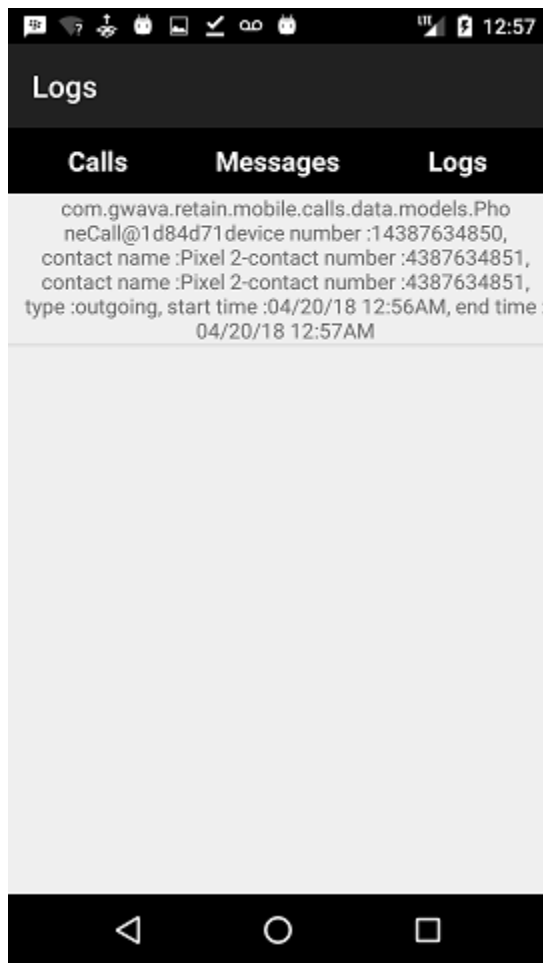 LTE 12:57
Logs
Calls Messages Logs
com.gwava.retain.mobile.calls.data.models.Pho
neCall@1d84d71device number :14387634850,
contact name :Pixel 2-contact number :4387634851,
contact name :Pixel 2-contact number :4387634851,
type :outgoing, start time :04/20/18 12:56AM, end time :
04/20/18 12:57AM